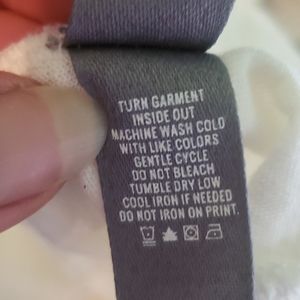 TURN GARMENT
INSIDE OUT
MACHINE WASH COLD
WITH LIKE COLORS
GENTLE CYCLE
DO NOT BLEACH
TUMBLE DRY LOW
COOL IRON IF NEEDED
DO NOT IRON ON PRINT.